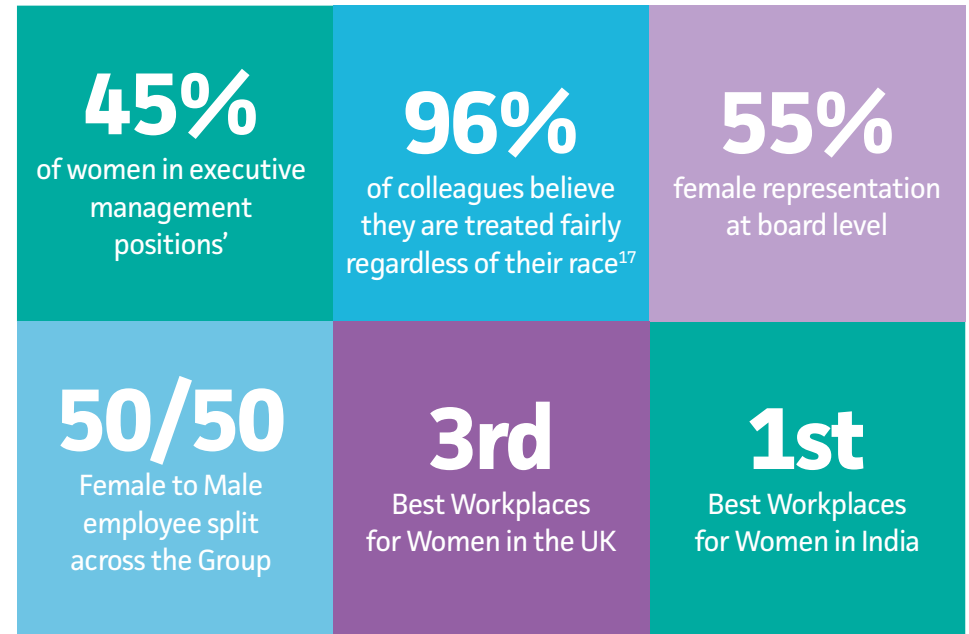 45%
of women in executive
management
positions’
96%
of colleagues believe
they are treated fairly
regardless of their race17
55%
female representation
at board level
50/50
Female to Male
employee split
across the Group
3rd
Best Workplaces
for Women in the UK
1st
Best Workplaces
for Women in India